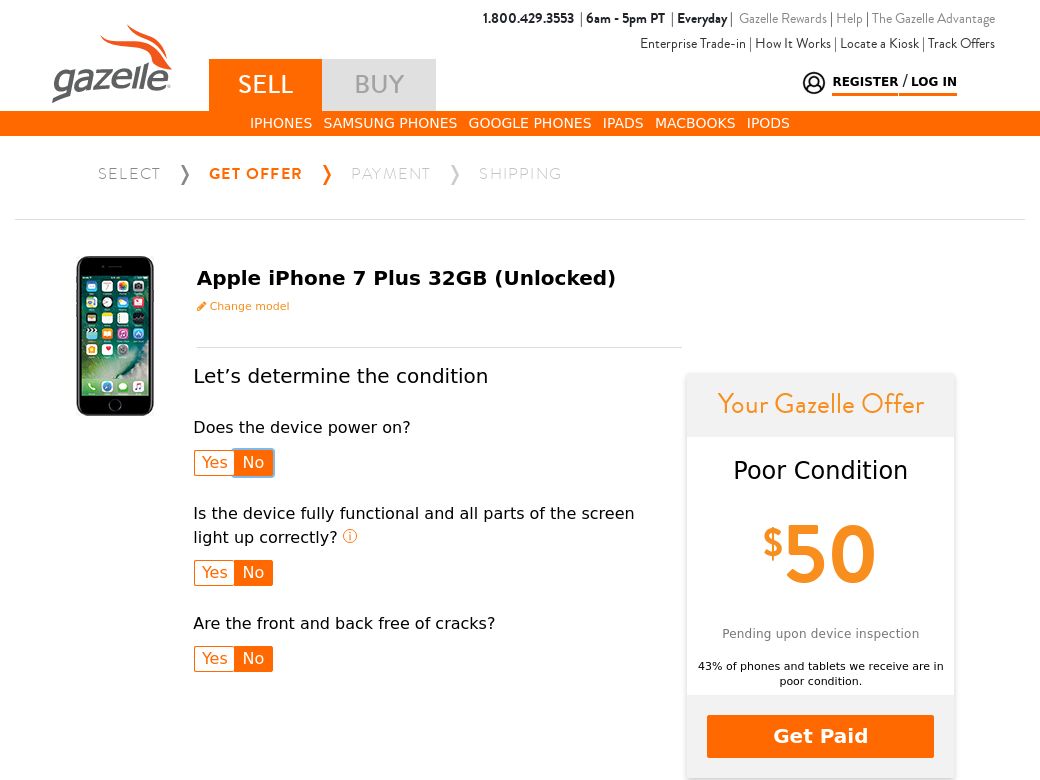 1.800.429.3553 | 6am - 5pm PT | Everyday | Gazelle Rewards | Help | The Gazelle Advantage
Enterprise Trade-in | How It Works | Locate a Kiosk | Track Offers
gazelle
SELL BUY
REGISTER / LOG IN
IPHONES SAMSUNG PHONES GOOGLE PHONES IPADS MACBOOKS IPODS
SELECT ❯ GET OFFER ❯ PAYMENT ❯ SHIPPING
Apple iPhone 7 Plus 32GB (Unlocked)
Change model
Let’s determine the condition
Does the device power on?
Yes No
Is the device fully functional and all parts of the screen
light up correctly? ⓘ
Yes No
Are the front and back free of cracks?
Yes No
Your Gazelle Offer
Poor Condition
$50
Pending upon device inspection
43% of phones and tablets we receive are in
poor condition.
Get Paid